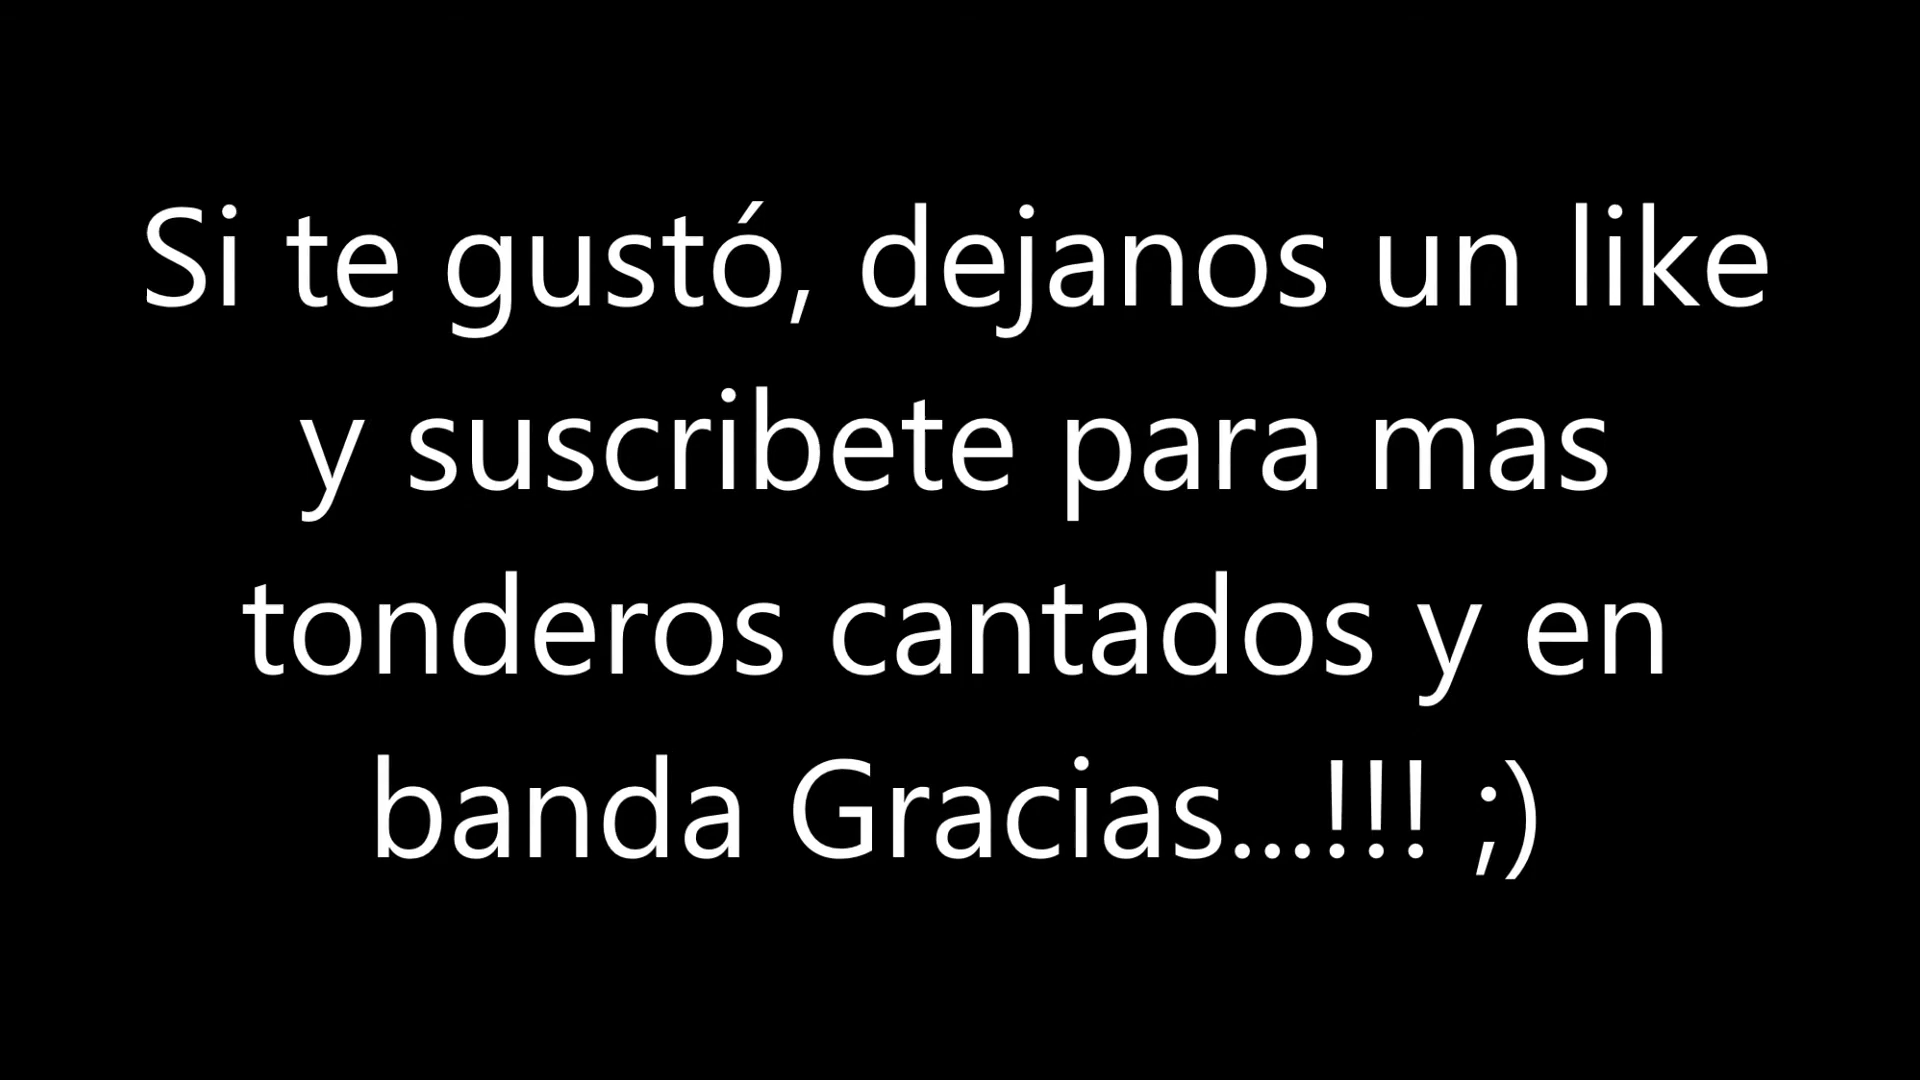 Si te gustó, dejanos un like
y suscribete para mas
tonderos cantados y en
banda Gracias...!!! ;)